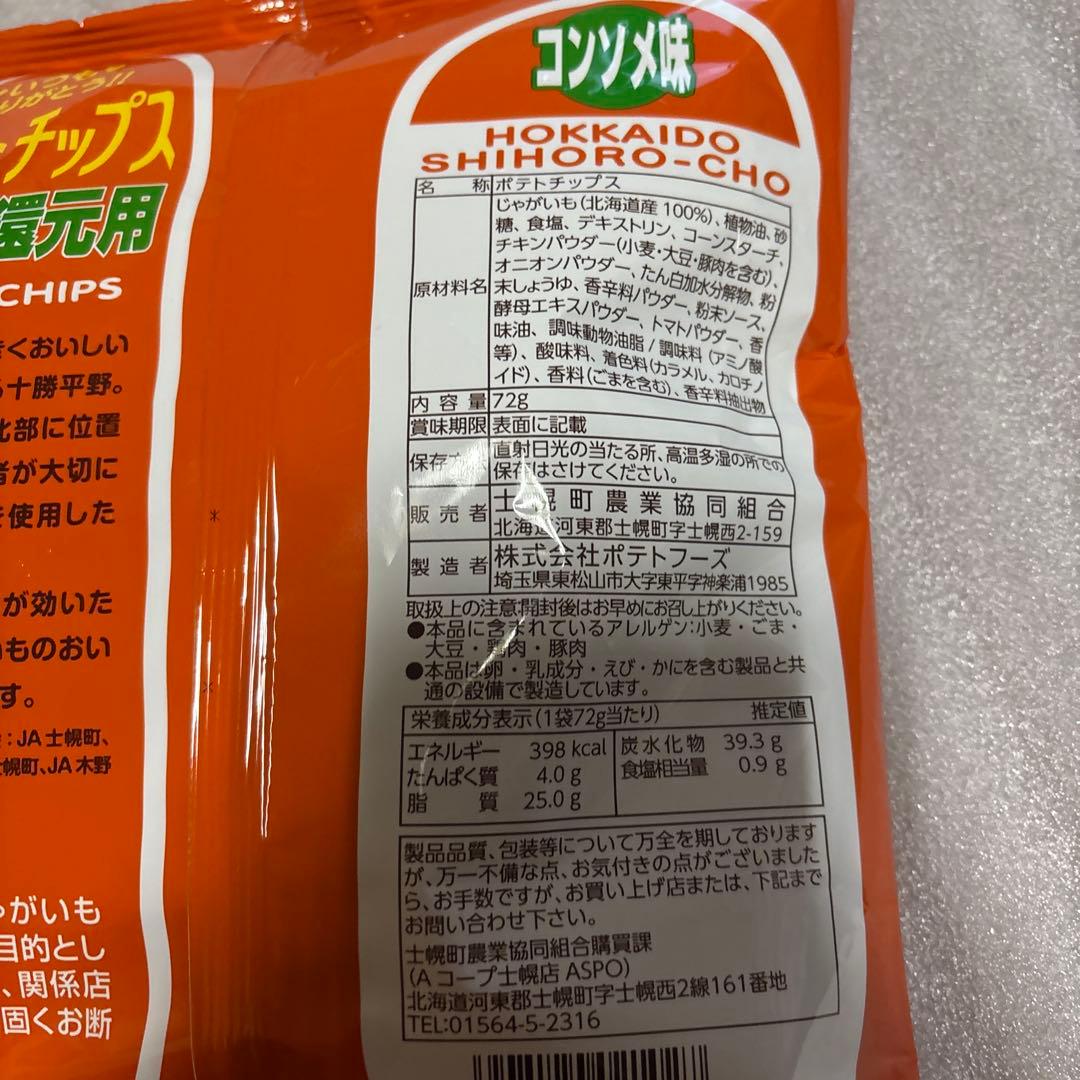 いつも
りがとう!!
チップス
還元用
CHIPS
くおいしい
十勝平野。
北部に位置
者が大切に
使用した
が効いた
ものおい
す。
：JA士幌町、
幌町、JA木野
がいも
目的とし
、関係店
固くお断
コンソメ味
HOKKAIDO
SHIHORO-CHO
名 称 ポテトチップス
原材料名
じゃがいも(北海道産 100%)、植物油、砂
糖、食塩、デキストリン、コーンスターチ、
チキンパウダー(小麦・大豆・豚肉を含む)、
オニオンパウダー、たん白加水分解物、粉
末しょうゆ、香辛料パウダー、粉末ソース、
酵母エキスパウダー、トマトパウダー、香
味油、調味動物油脂/調味料(アミノ酸
等)、酸味料、着色料(カラメル、カロチノ
イド)、香料(ごまを含む)、香辛料抽出物
内 容 量 72g
賞味期限 表面に記載
保存
直射日光の当たる所、高温多湿の所での
保存はさけてください。
販 売 者 士幌町農業協同組合
北海道河東郡士幌町字士幌西2-159
製 造 者 株式会社ポテトフーズ
埼玉県東松山市大字東平字神楽浦1985
取扱上の注意:開封後はお早めにお召し上がりください。
●本品に含まれているアレルゲン:小麦・ごま・
大豆・鶏肉・豚肉
●本品は卵・乳成分・えび・かにを含む製品と共
通の設備で製造しています。
栄養成分表示(1袋72g当たり) 推定値
エネルギー 398 kcal 炭水化物 39.3 g
たんぱく質 4.0 g 食塩相当量 0.9 g
脂 質 25.0 g
製品品質、包装等について万全を期しております
が、万一不備な点、お気付きの点がございました
ら、お手数ですが、お買い上げ店または、下記まで
お問い合わせ下さい。
士幌町農業協同組合購買課
(Aコープ士幌店 ASPO)
北海道河東郡士幌町字士幌西2線161番地
TEL:01564-5-2316